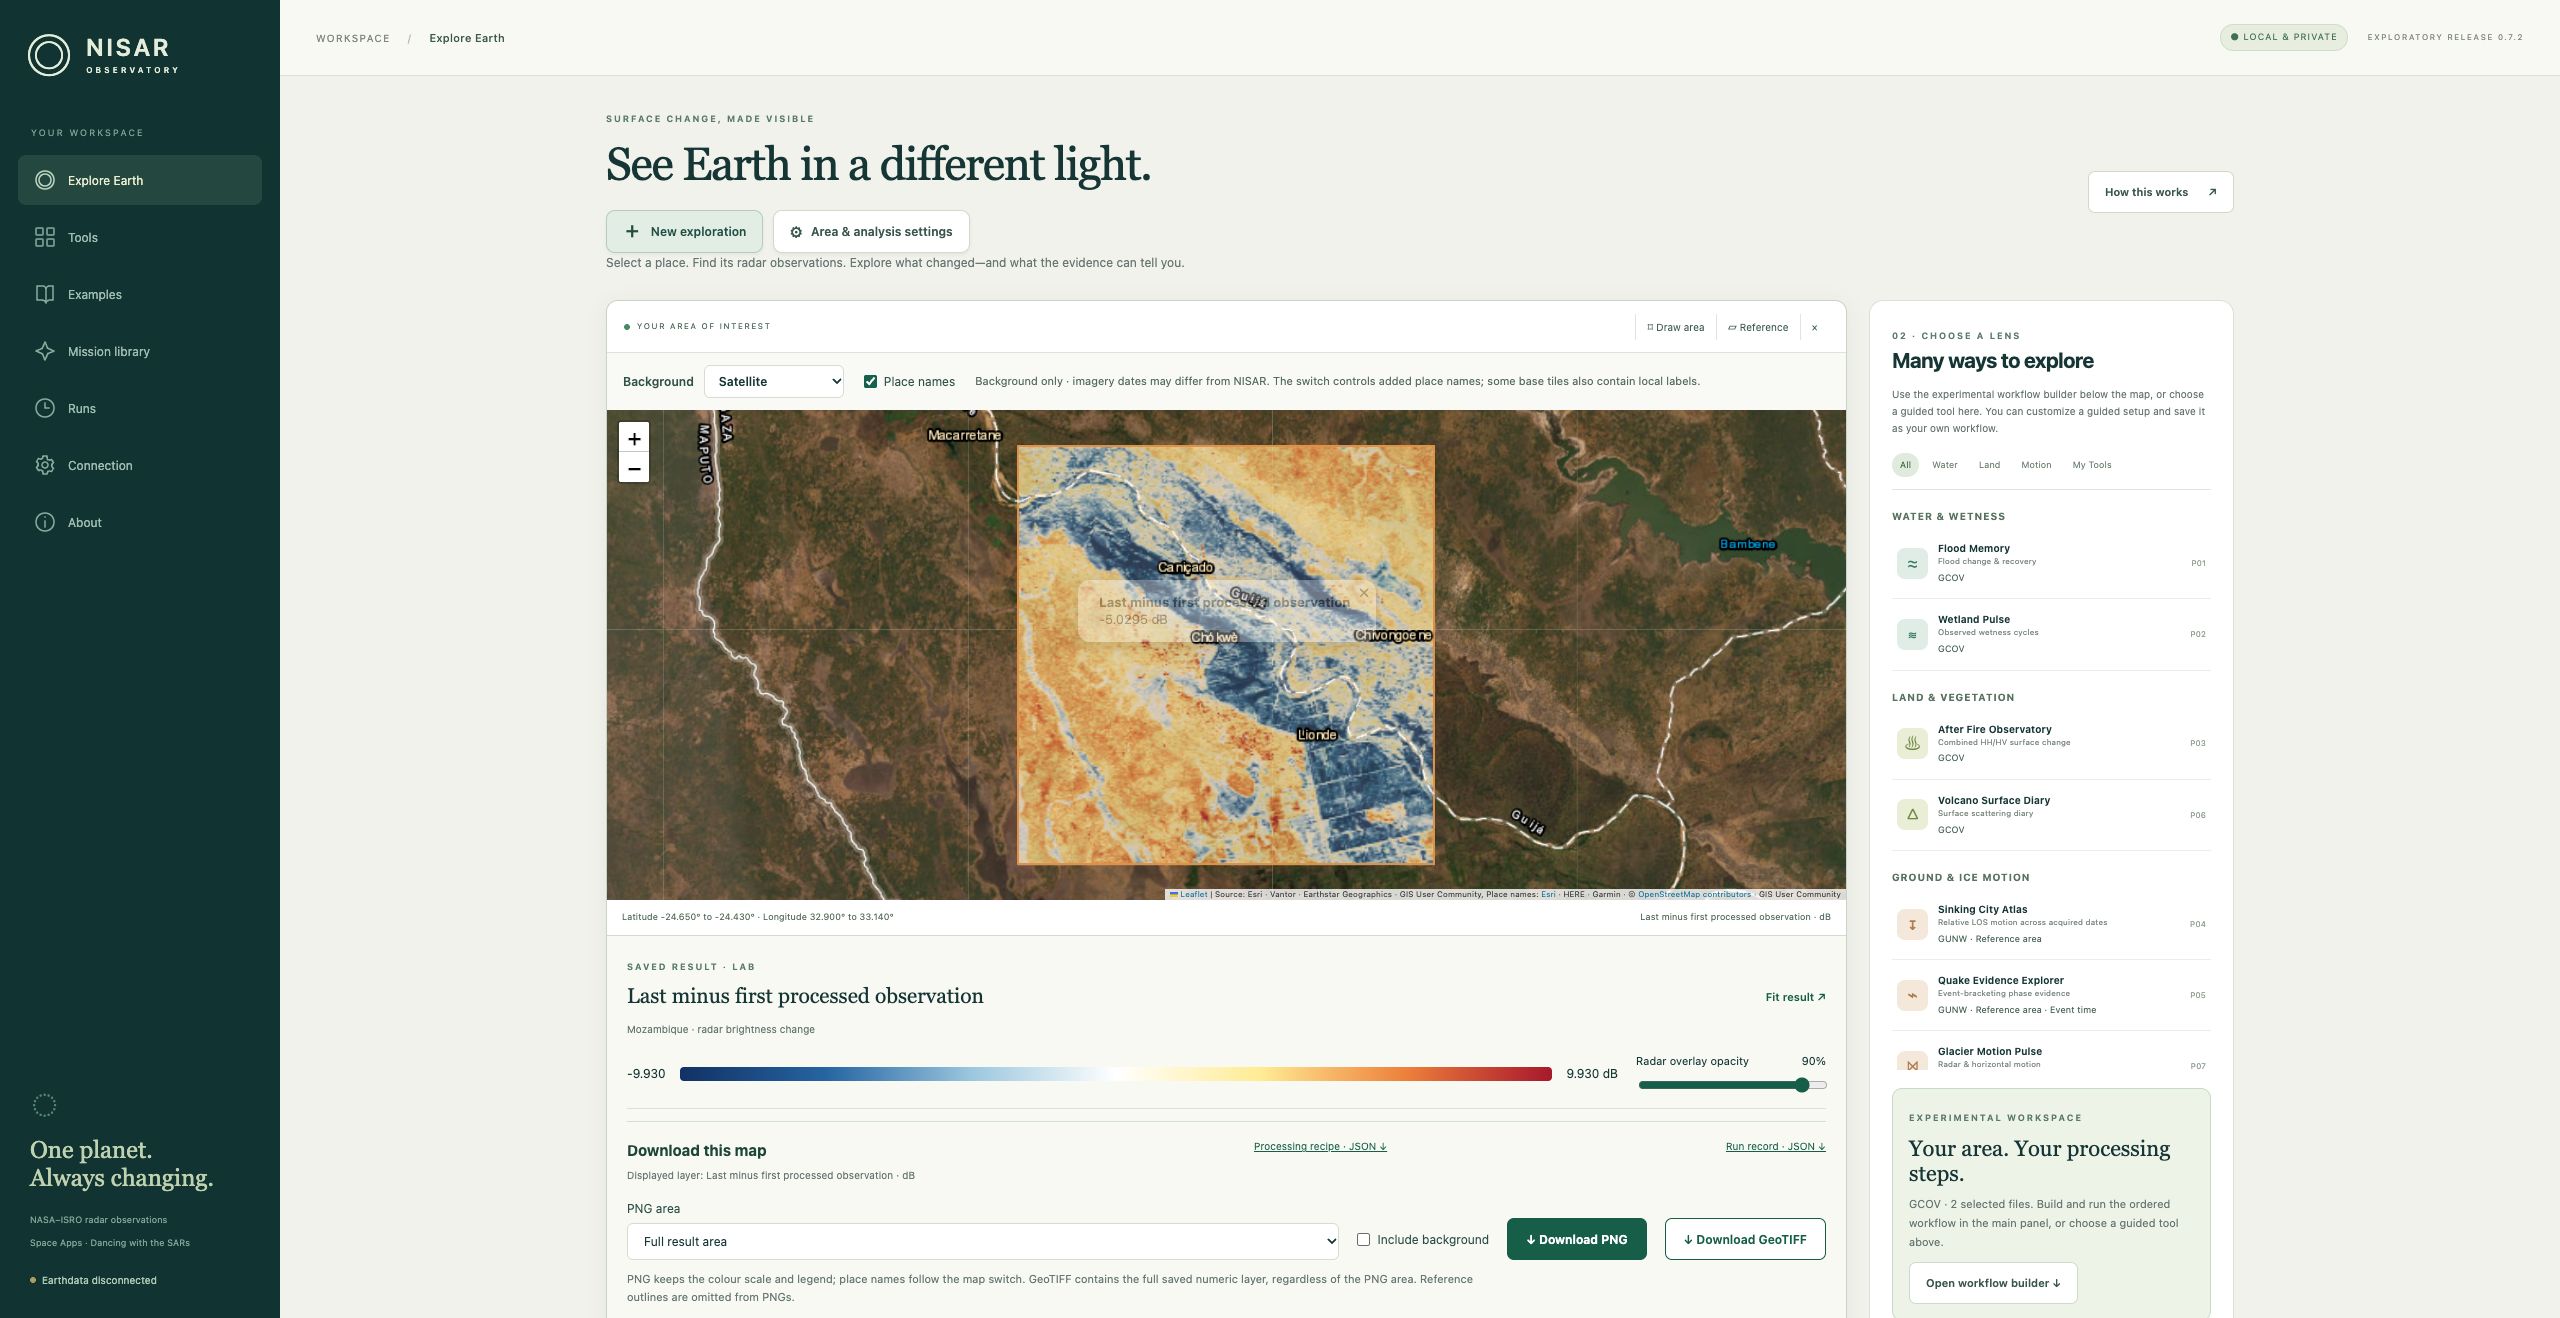 NISAR
OBSERVATORY
YOUR WORKSPACE
Explore Earth
Tools
Examples
Mission library
Runs
Connection
About
One planet.
Always changing.
NASA–ISRO radar observations
Space Apps · Dancing with the SARs
Earthdata disconnected
WORKSPACE / Explore Earth
LOCAL & PRIVATE
EXPLORATORY RELEASE 0.7.2
SURFACE CHANGE, MADE VISIBLE
See Earth in a different light.
How this works ↗
+ New exploration
Area & analysis settings
Select a place. Find its radar observations. Explore what changed—and what the evidence can tell you.
YOUR AREA OF INTEREST
Draw area
Reference
×
Background
Satellite
Place names
Background only · imagery dates may differ from NISAR. The switch controls added place names; some base tiles also contain local labels.
+
−
MAPUTO
Macarretane
Bambene
Caniçado
Guijá
Last minus first processed observation
-5.0295 dB
×
Chókwè
Chivongoene
Lionde
Guijá
Leaflet | Source: Esri · Vantor · Earthstar Geographics · GIS User Community, Place names: Esri · HERE · Garmin · © OpenStreetMap contributors · GIS User Community
Latitude -24.650° to -24.430° · Longitude 32.900° to 33.140°
Last minus first processed observation · dB
SAVED RESULT · LAB
Last minus first processed observation
Fit result ↗
Mozambique · radar brightness change
-9.930
9.930 dB
Radar overlay opacity 90%
Download this map
Processing recipe · JSON ↓
Run record · JSON ↓
Displayed layer: Last minus first processed observation · dB
PNG area
Full result area
Include background
↓ Download PNG
↓ Download GeoTIFF
PNG keeps the colour scale and legend; place names follow the map switch. GeoTIFF contains the full saved numeric layer, regardless of the PNG area. Reference
outlines are omitted from PNGs.
02 · CHOOSE A LENS
Many ways to explore
Use the experimental workflow builder below the map, or choose
a guided tool here. You can customize a guided setup and save it
as your own workflow.
All Water Land Motion My Tools
WATER & WETNESS
Flood Memory
Flood change & recovery
GCOV
P01
Wetland Pulse
Observed wetness cycles
GCOV
P02
LAND & VEGETATION
After Fire Observatory
Combined HH/HV surface change
GCOV
P03
Volcano Surface Diary
Surface scattering diary
GCOV
P06
GROUND & ICE MOTION
Sinking City Atlas
Relative LOS motion across acquired dates
GUNW · Reference area
P04
Quake Evidence Explorer
Event-bracketing phase evidence
GUNW · Reference area · Event time
P05
Glacier Motion Pulse
Radar & horizontal motion
P07
EXPERIMENTAL WORKSPACE
Your area. Your processing
steps.
GCOV · 2 selected files. Build and run the ordered
workflow in the main panel, or choose a guided tool
above.
Open workflow builder ↓